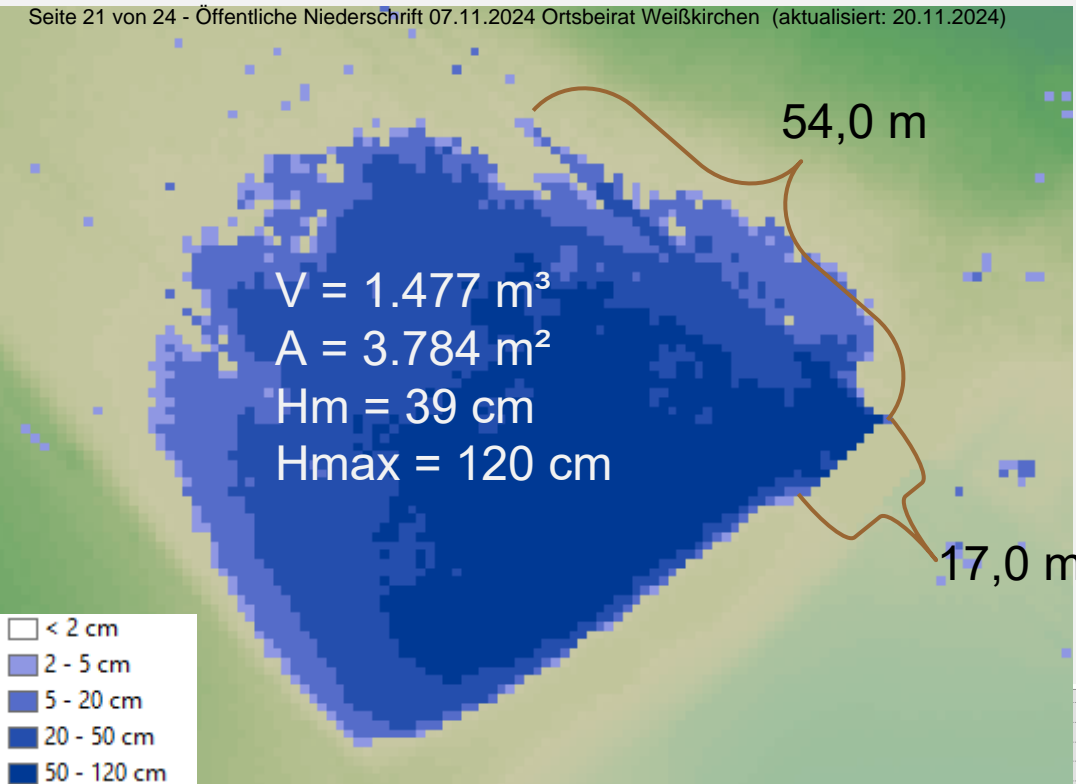 Seite 21 von 24 - Öffentliche Niederschrift 07.11.2024 Ortsbeirat Weißkirchen (aktualisiert: 20.11.2024)
54,0 m
V = 1.477 m³
A = 3.784 m²
Hm = 39 cm
Hmax = 120 cm
17,0 m
< 2 cm
2 - 5 cm
5 - 20 cm
20 - 50 cm
50 - 120 cm